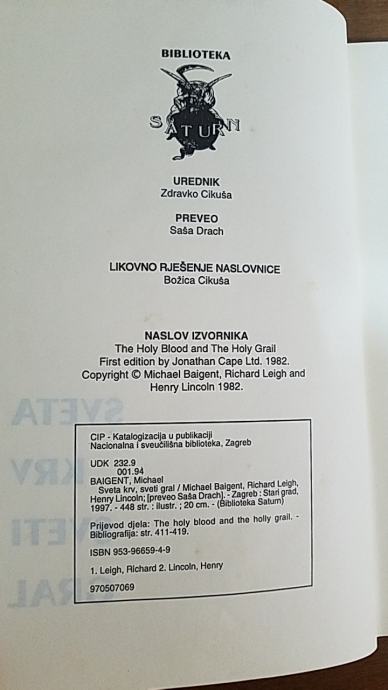 BIBLIOTEKA
SATURN
UREDNIK
Zdravko Cikuša
PREVEO
Saša Drach
LIKOVNO RJEŠENJE NASLOVNICE
Božica Cikuša
NASLOV IZVORNIKA
The Holy Blood and The Holy Grail
First edition by Jonathan Cape Ltd. 1982.
Copyright © Michael Baigent, Richard Leigh and
Henry Lincoln 1982.
CIP - Katalogizacija u publikaciji
Nacionalna i sveučilišna biblioteka, Zagreb
UDK 232.9
001.94
BAIGENT, Michael
Sveta krv, sveti gral / Michael Baigent, Richard Leigh,
Henry Lincoln; [preveo Saša Drach]. - Zagreb : Stari grad,
1997. - 448 str. : ilustr. ; 20 cm. - (Biblioteka Saturn)
Prijevod djela: The holy blood and the holly grail. -
Bibliografija: str. 411-419.
ISBN 953-96659-4-9
1. Leigh, Richard 2. Lincoln, Henry
970507069
SVETA
KRV
SVETI
GRAL